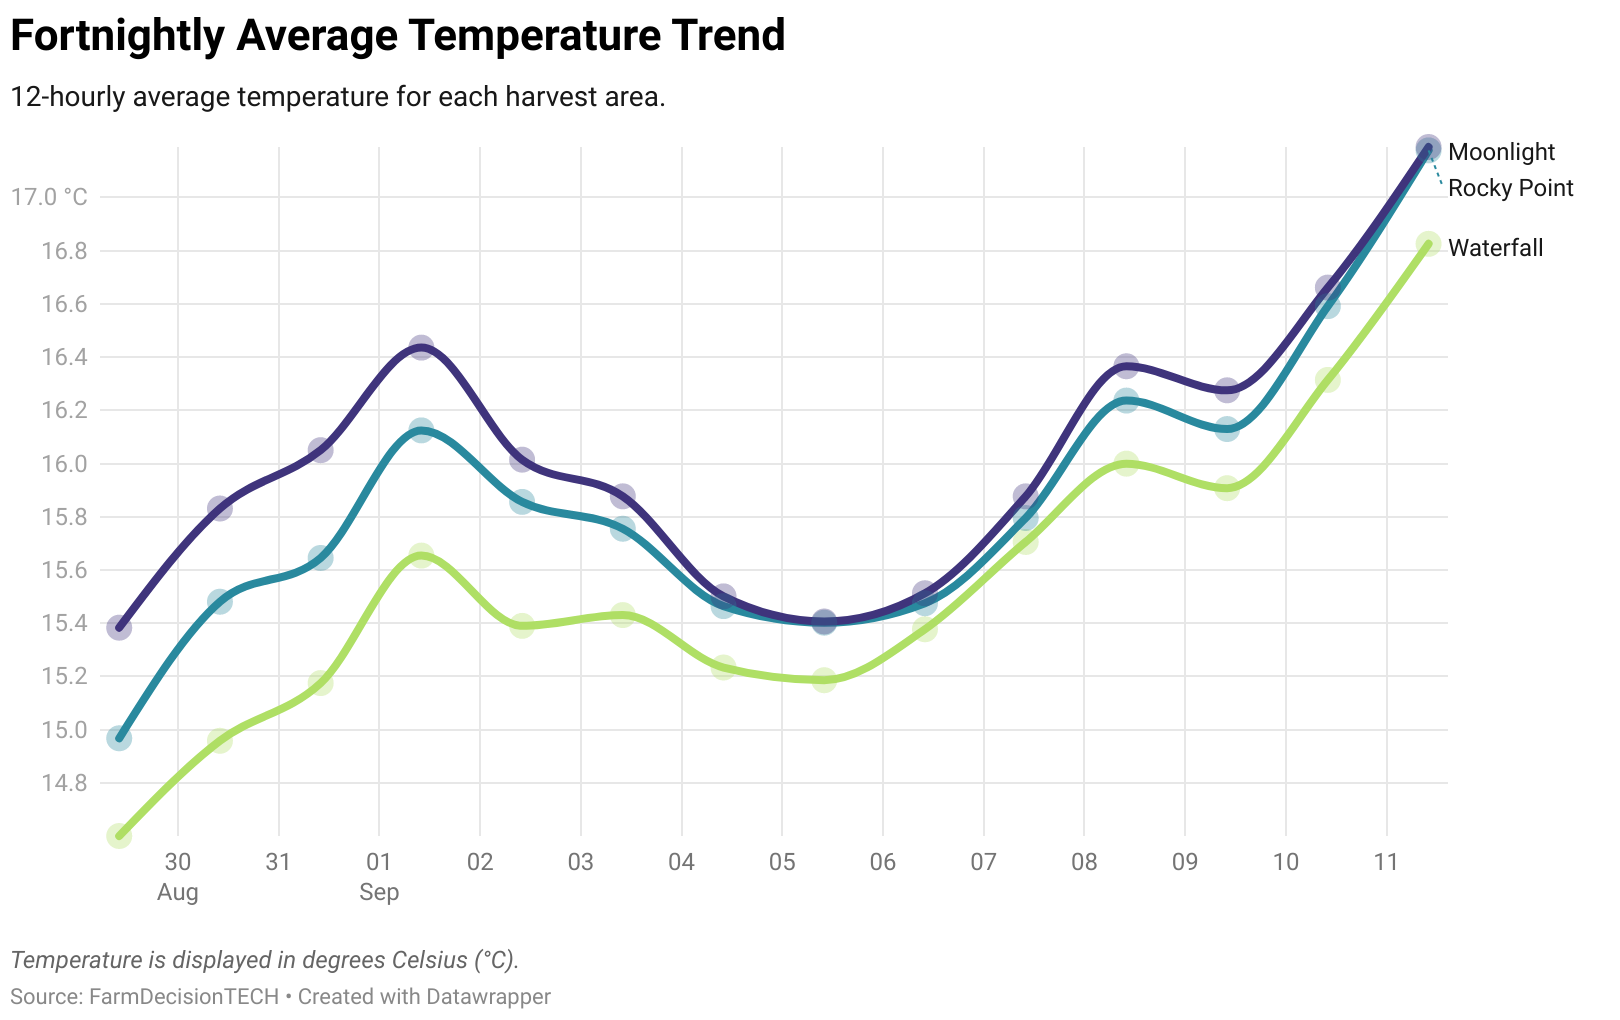 Fortnightly Average Temperature Trend
12-hourly average temperature for each harvest area.
Moonlight
Rocky Point
Waterfall
17.0 °C
16.8
16.6
16.4
16.2
16.0
15.8
15.6
15.4
15.2
15.0
14.8
30 31 01 02 03 04 05 06 07 08 09 10 11
Aug Sep
Temperature is displayed in degrees Celsius (°C).
Source: FarmDecisionTECH • Created with Datawrapper